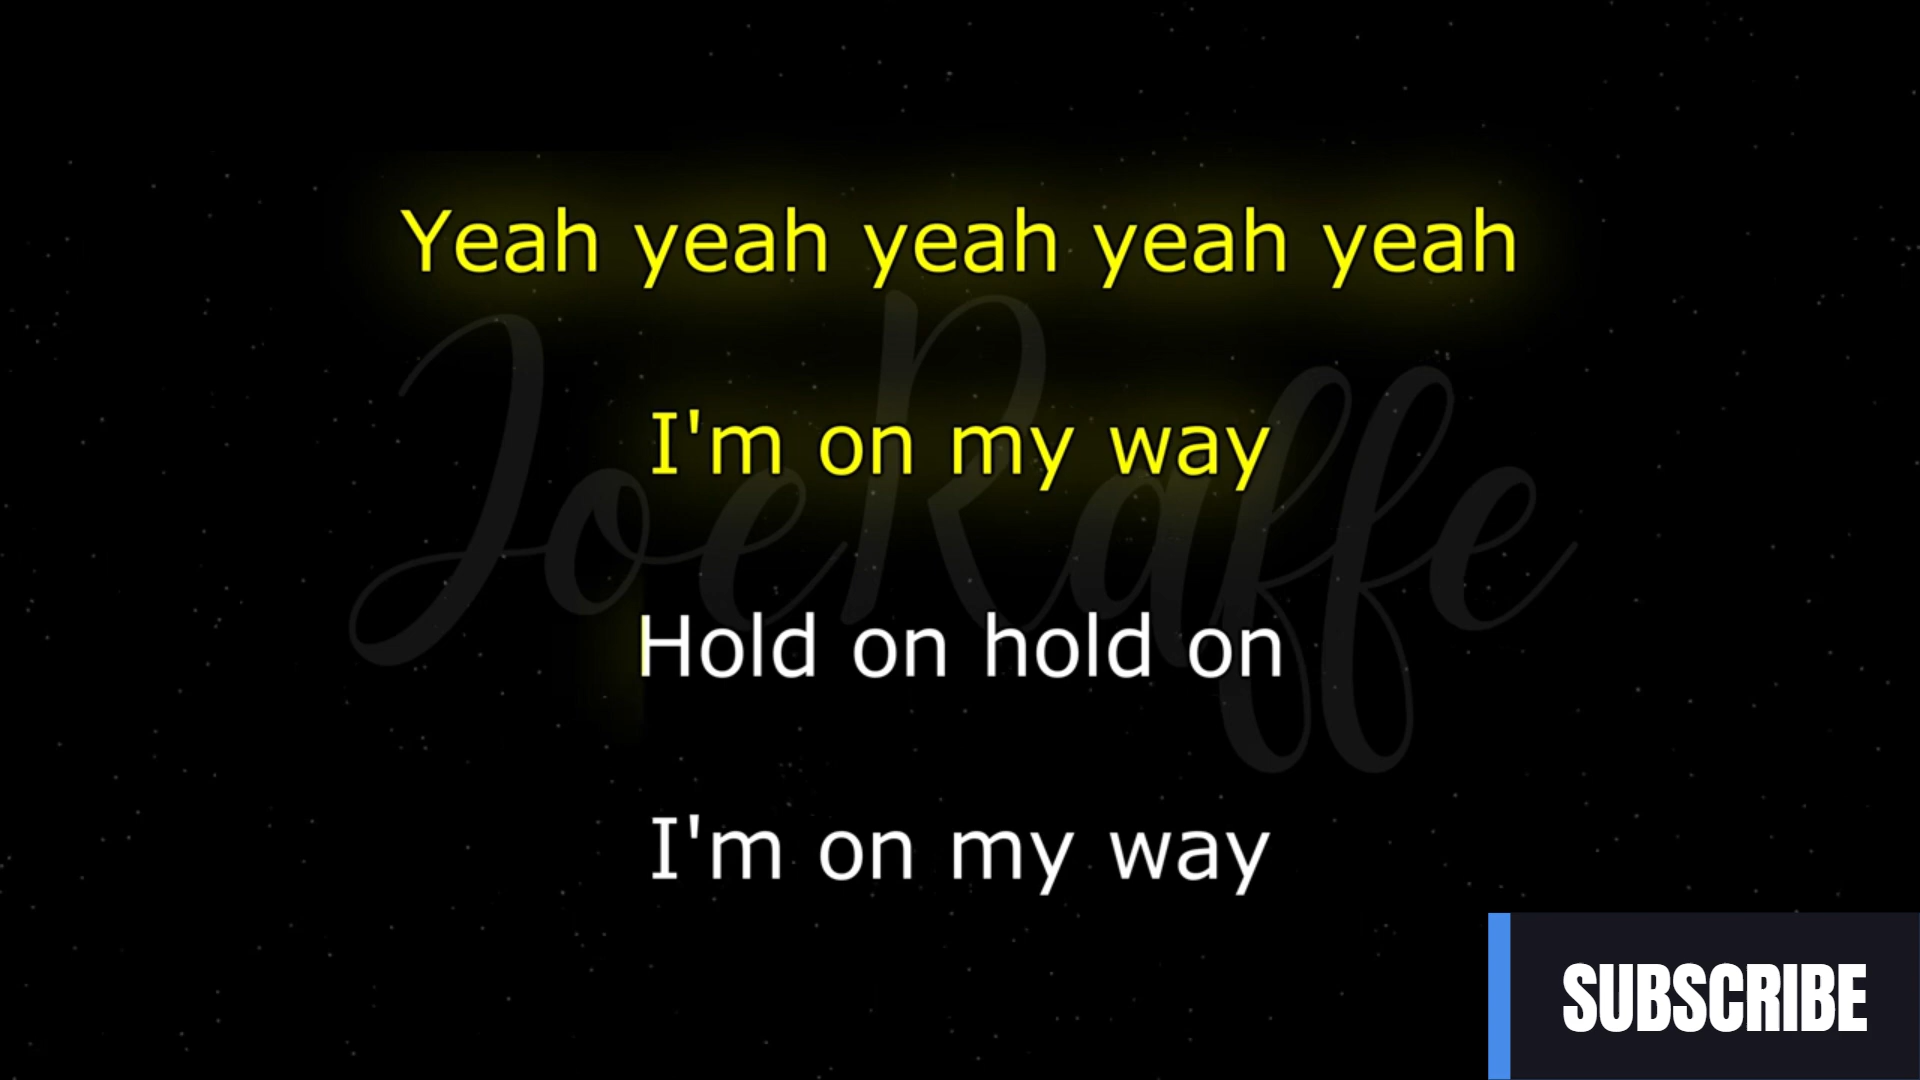 Yeah yeah yeah yeah yeah
JoeRaffe
I'm on my way
Hold on hold on
I'm on my way
SUBSCRIBE